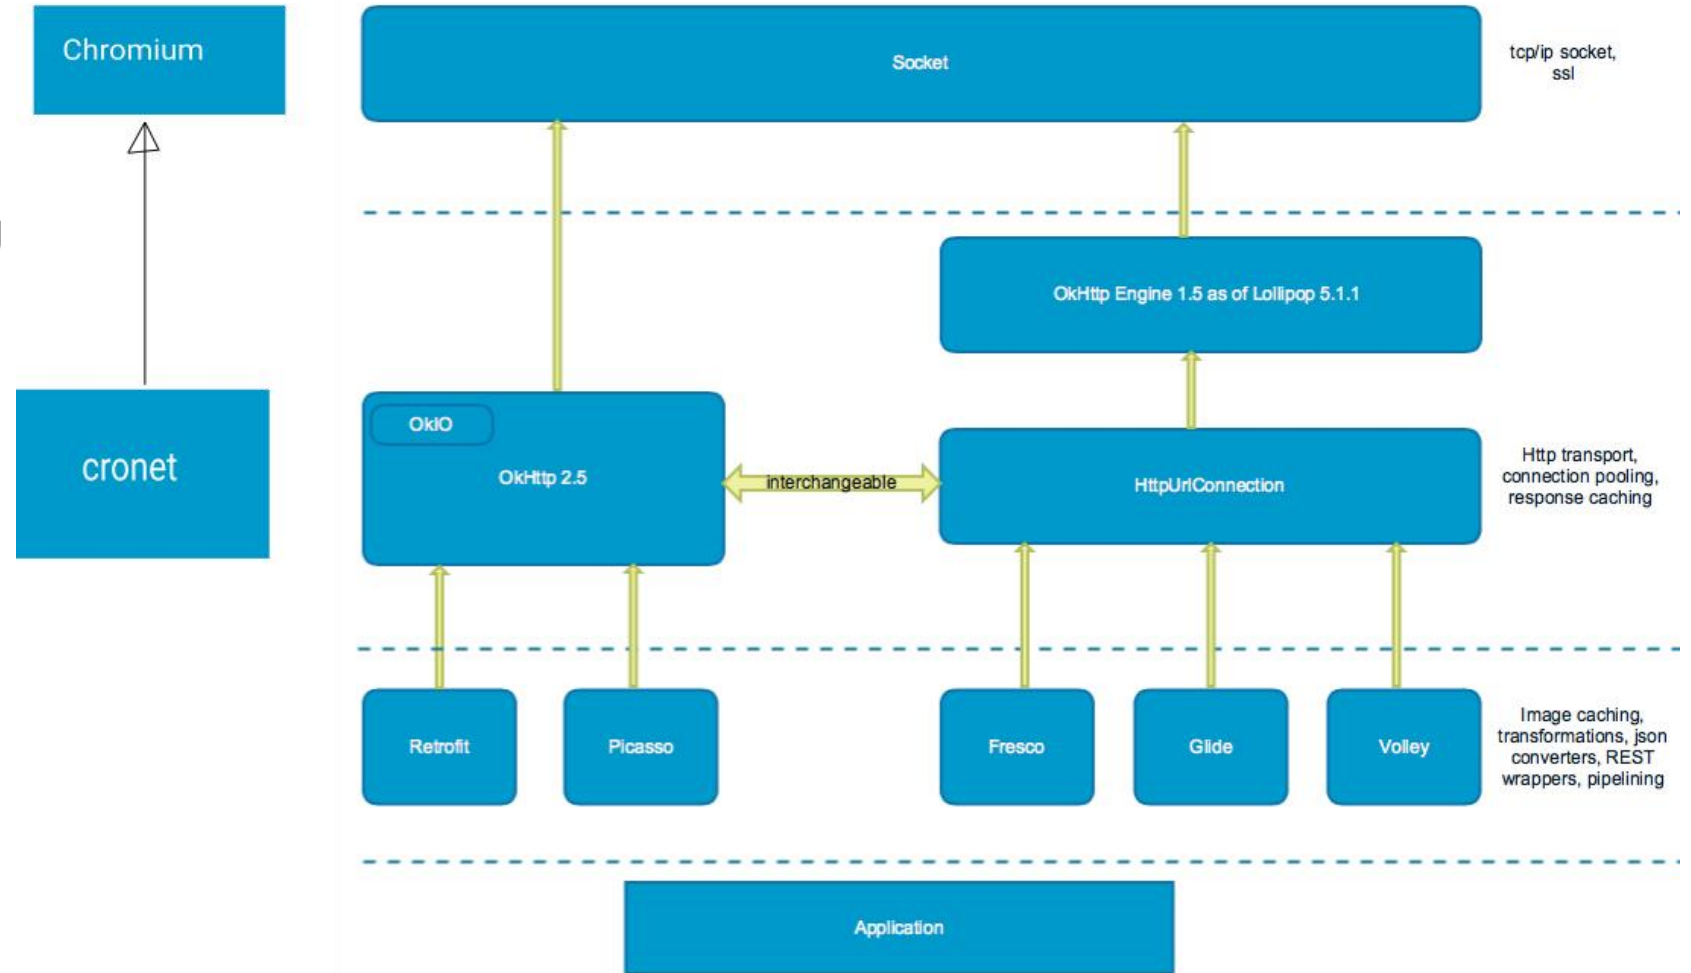 Chromium
Socket
tcp/ip socket,
ssl
OkHttp Engine 1.5 as of Lollipop 5.1.1
OkIO
OkHttp 2.5
cronet
intercheangeable
HttpUrlConnection
Http transport,
connection pooling,
response caching
Retrofit
Picasso
Fresco
Glide
Volley
Image caching,
transformations, json
converters, REST
wrappers, pipelining
Application